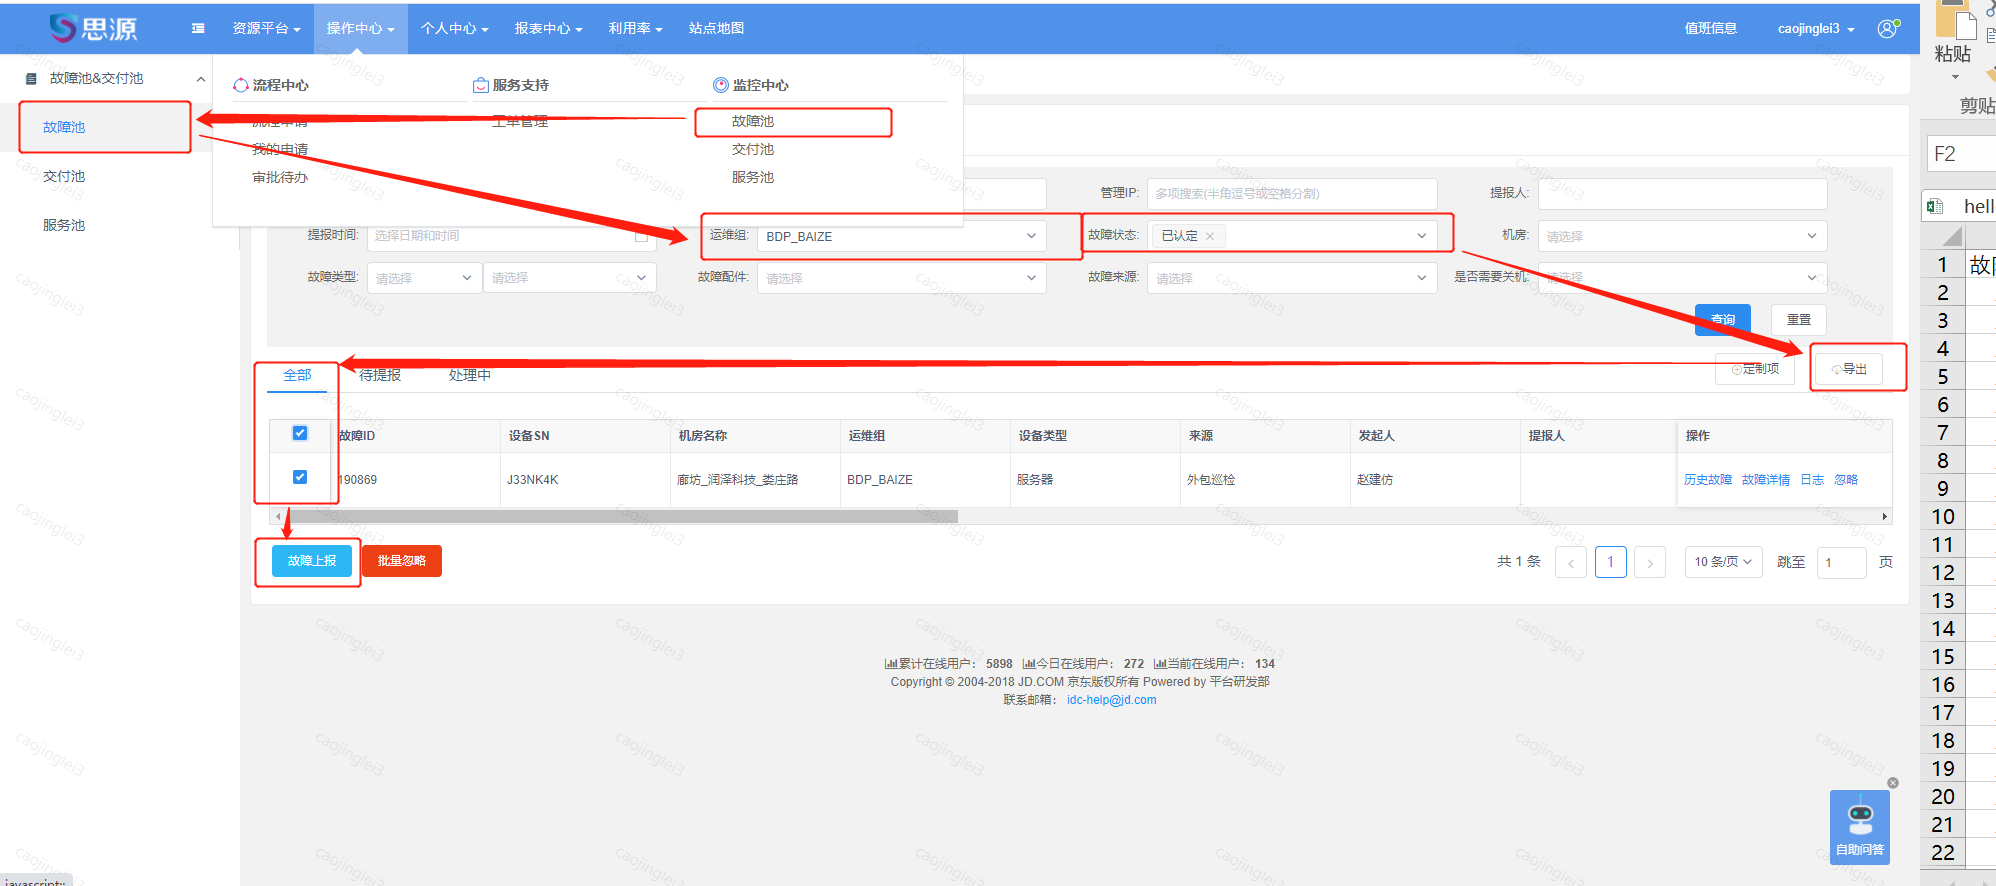 思源
资源平台
操作中心
个人中心
报表中心
利用率
站点地图
值班信息
caojinglei3
粘贴
剪贴
故障池&交付池
故障池
交付池
服务池
流程中心
服务支持
监控中心
流程申请
工单管理
故障池
我的申请
交付池
审批待办
服务池
管理IP:
多项搜索(半角逗号或空格分割)
提报人:
提报时间:
选择日期和时间
运维组:
BDP_BAIZE
故障状态:
已认定
机房:
请选择
故障类型:
请选择
请选择
故障配件:
请选择
故障来源:
请选择
是否需要关机:
请选择
查询
重置
全部
待提报
处理中
定制项
导出
故障ID
设备SN
机房名称
运维组
设备类型
来源
发起人
提报人
操作
190869
J33NK4K
廊坊_润泽科技_娄庄路
BDP_BAIZE
服务器
外包巡检
赵建仿
历史故障 故障详情 日志 忽略
故障上报
批量忽略
共 1 条
1
10 条/页
跳至
1
页
累计在线用户: 5898 今日在线用户: 272 当前在线用户: 134
Copyright © 2004-2018 JD.COM 京东版权所有 Powered by 平台研发部
联系邮箱: idc-help@jd.com
自助问答
F2
hell
1
2
3
4
5
6
7
8
9
10
11
12
13
14
15
16
17
18
19
20
21
22